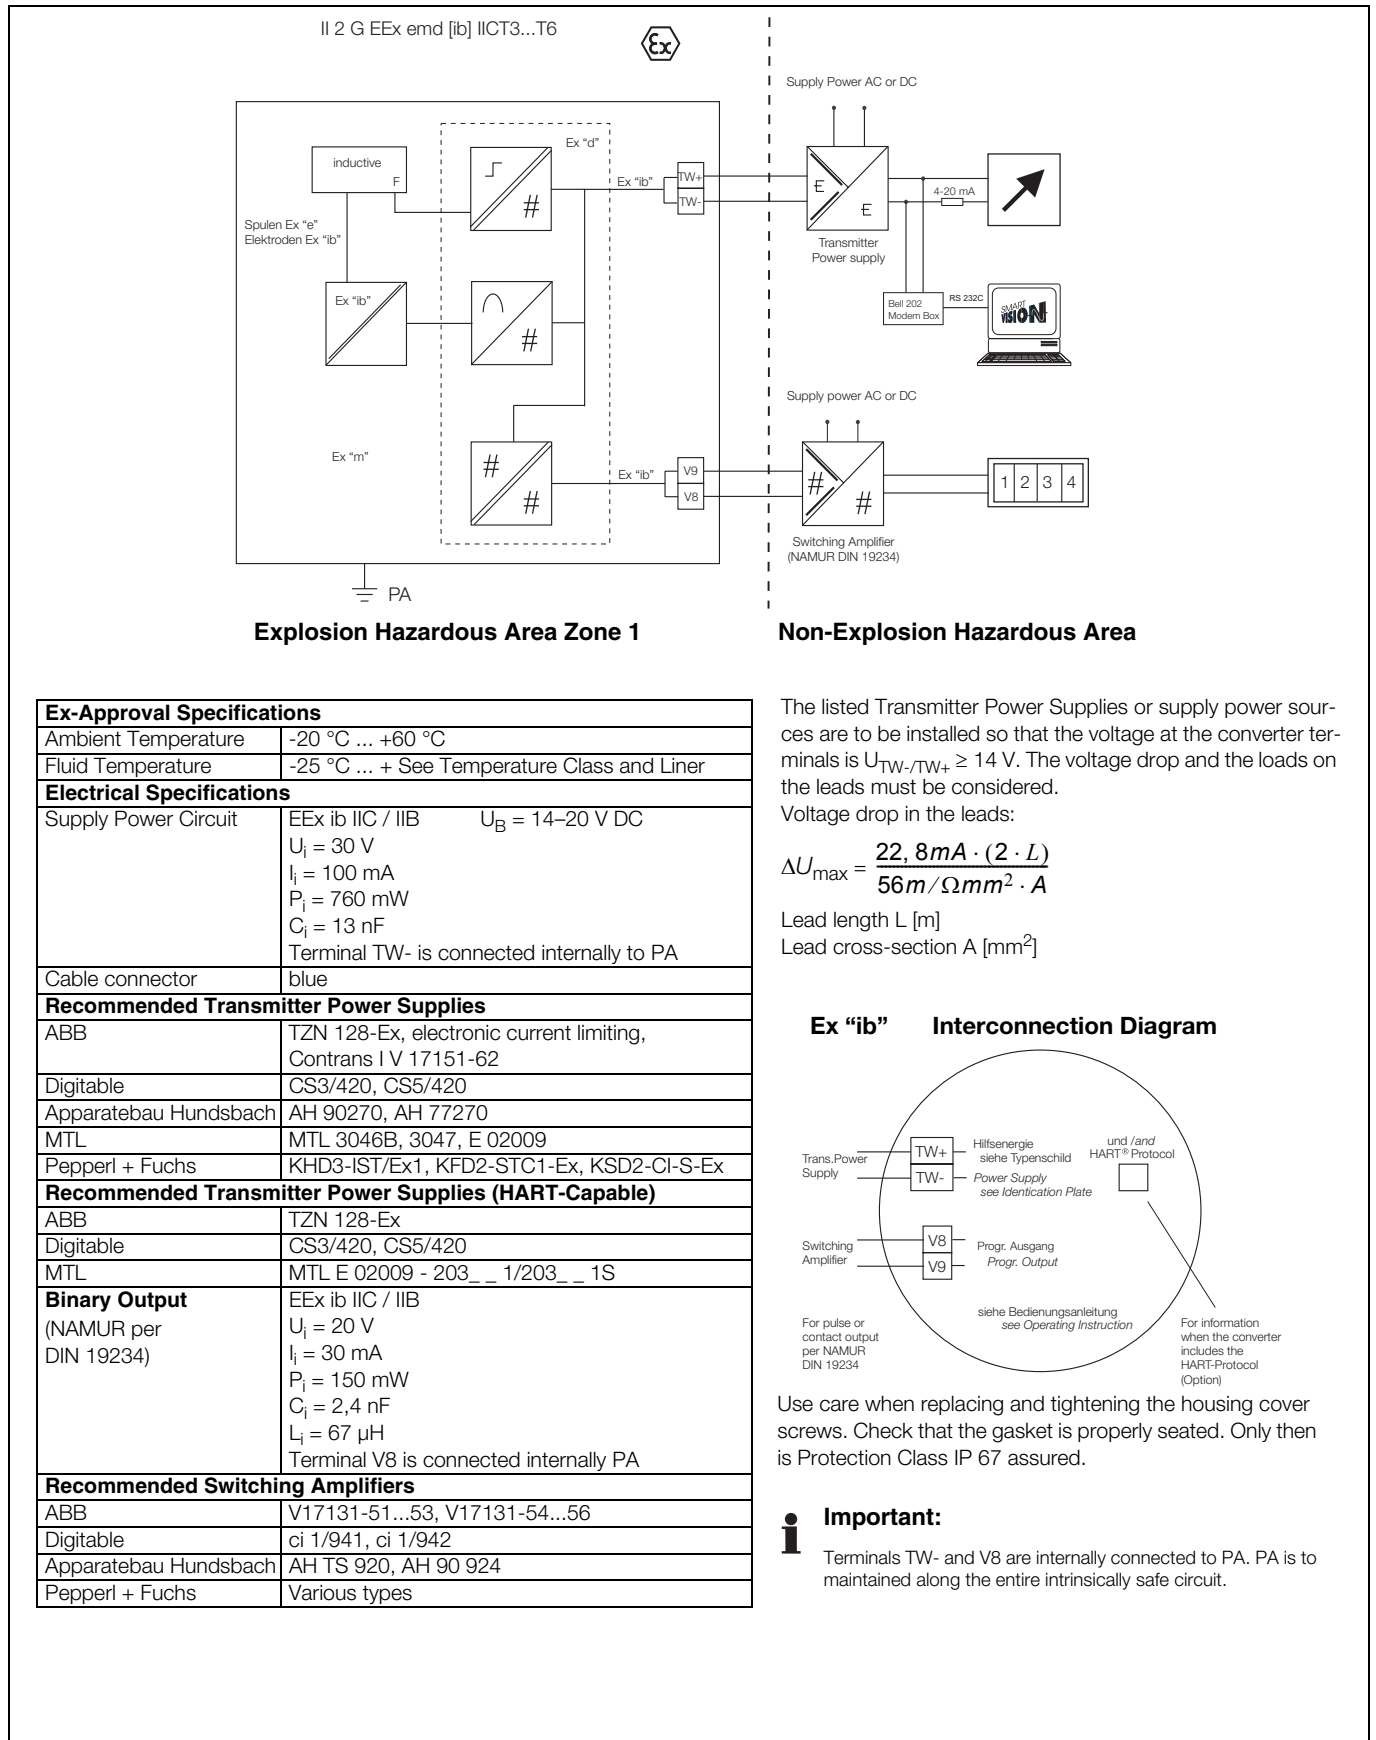 II 2 G EEx emd [ib] IICT3...T6
Ex
Supply Power AC or DC
Ex "d"
inductive
F
#
Ex "ib"
TW+
TW-
E
E
4-20 mA
Spulen Ex "e"
Elektroden Ex "ib"
Transmitter
Power supply
Ex "ib"
#
Bell 202
Modem Box
RS 232C
SMART
VISION
Supply power AC or DC
Ex "m"
#
#
Ex "ib"
V9
V8
#
#
1 2 3 4
Switching Amplifier
(NAMUR DIN 19234)
PA
Explosion Hazardous Area Zone 1
Non-Explosion Hazardous Area
Ex-Approval Specifications
Ambient Temperature -20 °C ... +60 °C
Fluid Temperature -25 °C ... + See Temperature Class and Liner
Electrical Specifications
Supply Power Circuit EEx ib IIC / IIB U_B = 14–20 V DC
U_i = 30 V
I_i = 100 mA
P_i = 760 mW
C_i = 13 nF
Terminal TW- is connected internally to PA
Cable connector blue
Recommended Transmitter Power Supplies
ABB TZN 128-Ex, electronic current limiting,
Contrans I V 17151-62
Digitable CS3/420, CS5/420
Apparatebau Hundsbach AH 90270, AH 77270
MTL MTL 3046B, 3047, E 02009
Pepperl + Fuchs KHD3-IST/Ex1, KFD2-STC1-Ex, KSD2-CI-S-Ex
Recommended Transmitter Power Supplies (HART-Capable)
ABB TZN 128-Ex
Digitable CS3/420, CS5/420
MTL MTL E 02009 - 203_ _ 1/203_ _ 1S
Binary Output EEx ib IIC / IIB
(NAMUR per U_i = 20 V
DIN 19234) I_i = 30 mA
P_i = 150 mW
C_i = 2,4 nF
L_i = 67 µH
Terminal V8 is connected internally PA
Recommended Switching Amplifiers
ABB V17131-51...53, V17131-54...56
Digitable ci 1/941, ci 1/942
Apparatebau Hundsbach AH TS 920, AH 90 924
Pepperl + Fuchs Various types
The listed Transmitter Power Supplies or supply power sour-
ces are to be installed so that the voltage at the converter ter-
minals is U_TW-/TW+ ≥ 14 V. The voltage drop and the loads on
the leads must be considered.
Voltage drop in the leads:
ΔU_max = 22, 8mA · (2 · L) / 56m/Ωmm² · A
Lead length L [m]
Lead cross-section A [mm²]
Ex "ib" Interconnection Diagram
Trans.Power
Supply
TW+
TW-
Hilfsenergie
siehe Typenschild
Power Supply
see Identication Plate
und /and
HART® Protocol
Switching
Amplifier
V8
V9
Progr. Ausgang
Progr. Output
siehe Bedienungsanleitung
see Operating Instruction
For pulse or
contact output
per NAMUR
DIN 19234
For information
when the converter
includes the
HART-Protocol
(Option)
Use care when replacing and tightening the housing cover
screws. Check that the gasket is properly seated. Only then
is Protection Class IP 67 assured.
i Important:
Terminals TW- and V8 are internally connected to PA. PA is to
maintained along the entire intrinsically safe circuit.